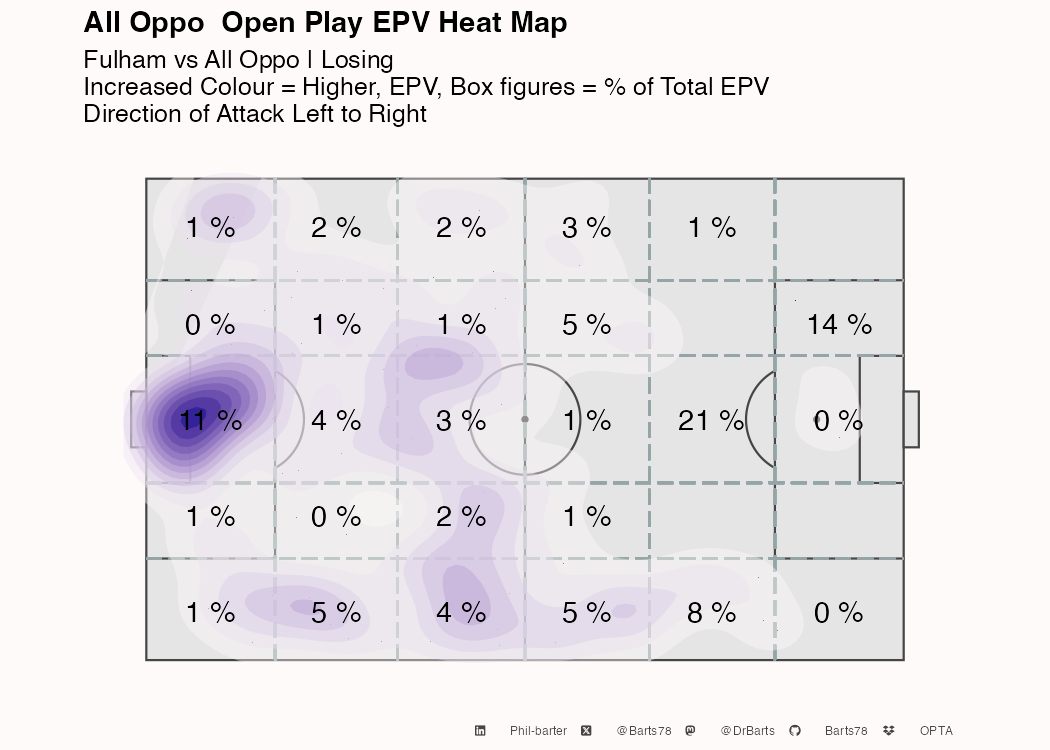 All Oppo  Open Play EPV Heat Map
Fulham vs All Oppo | Losing
Increased Colour = Higher, EPV, Box figures = % of Total EPV
Direction of Attack Left to Right
1 % 2 % 2 % 3 % 1 %
0 % 1 % 1 % 5 % 14 %
11 % 4 % 3 % 1 % 21 % 0 %
1 % 0 % 2 % 1 %
1 % 5 % 4 % 5 % 8 % 0 %
Phil-barter @Barts78 @DrBarts Barts78 OPTA